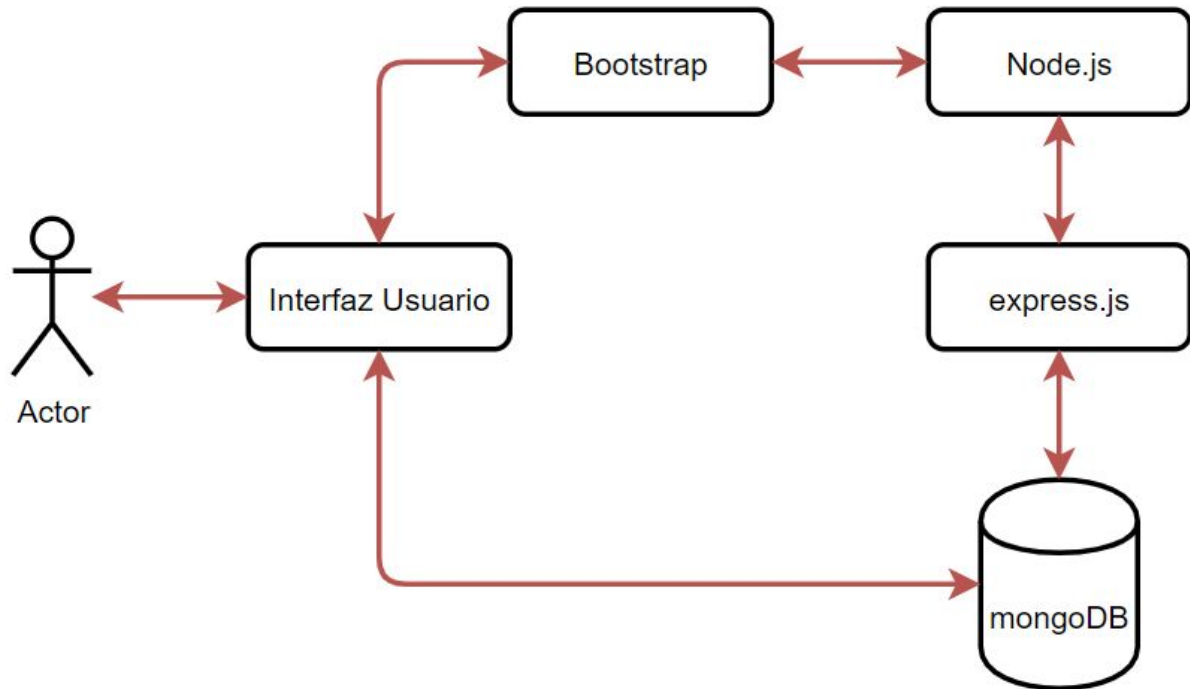 Bootstrap
Node.js
Interfaz Usuario
express.js
Actor
mongoDB